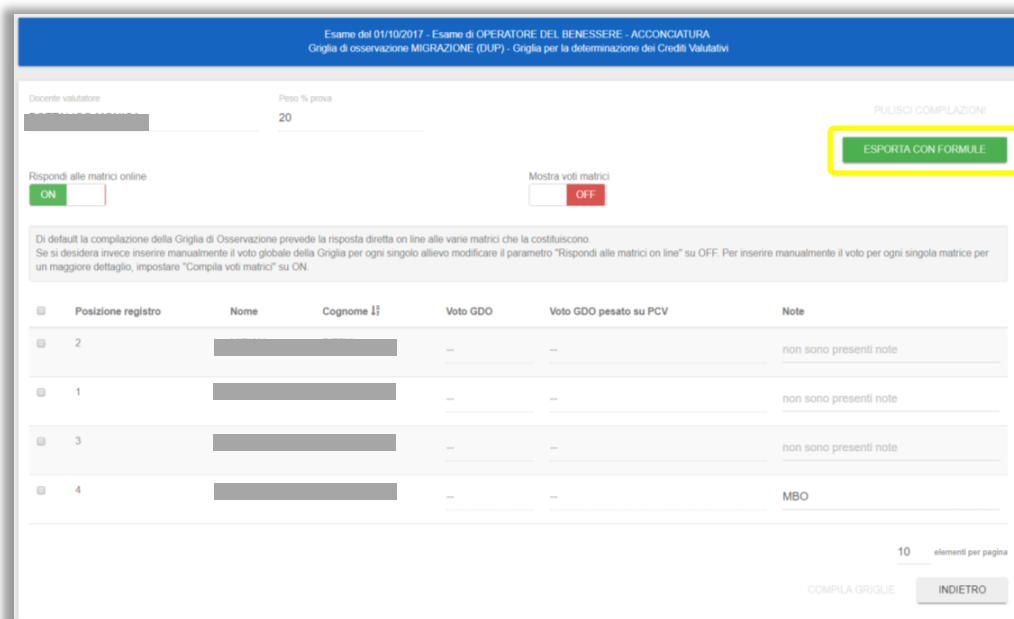 Esame del 01/10/2017 - Esame di OPERATORE DEL BENESSERE - ACCONCIATURA
Griglia di osservazione MIGRAZIONE (DUP) - Griglia per la determinazione dei Crediti Valutativi
Docente valutatore Peso % prova
20
PULISCI COMPILAZIONI
ESPORTA CON FORMULE
Rispondi alle matrici online Mostra voti matrici
ON OFF
Di default la compilazione della Griglia di Osservazione prevede la risposta diretta on line alle varie matrici che la costituiscono.
Se si desidera invece inserire manualmente il voto globale della Griglia per ogni singolo allievo modificare il parametro "Rispondi alle matrici on line" su OFF. Per inserire manualmente il voto per ogni singola matrice per
un maggiore dettaglio, impostare "Compila voti matrici" su ON.
Posizione registro Nome Cognome Voto GDO Voto GDO pesato su PCV Note
2 -- -- non sono presenti note
1 -- -- non sono presenti note
3 -- -- non sono presenti note
4 -- -- MBO
10 elementi per pagina
COMPILA GRIGLIE INDIETRO